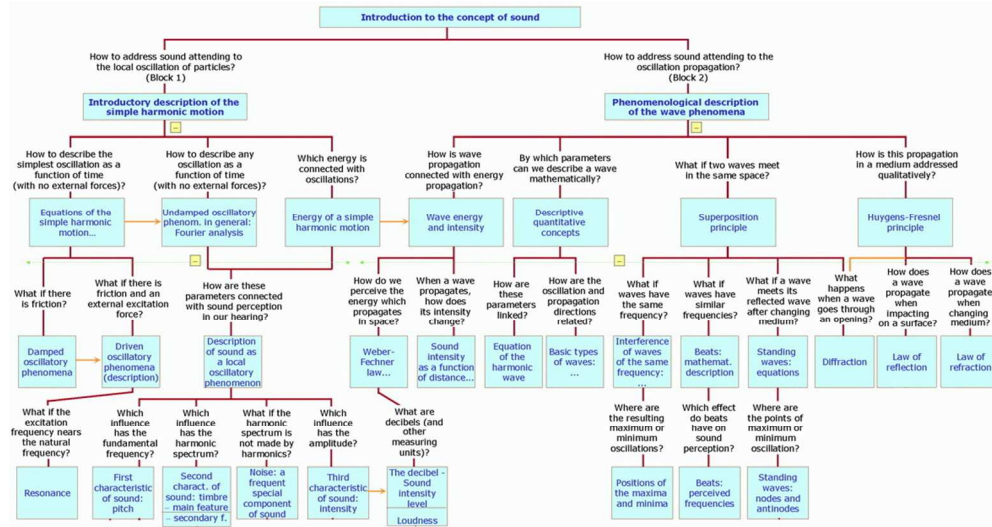 Introduction to the concept of sound
How to address sound attending to
the local oscillation of particles?
(Block 1)
How to address sound attending to the
oscillation propagation?
(Block 2)
Introductory description of the
simple harmonic motion
Phenomenological description
of the wave phenomena
How to describe the
simplest oscillation as a
function of time
(with no external forces)?
How to describe any
oscillation as a
function of time
(with no external forces)?
Which energy is
connected with
oscillations?
How is wave
propagation
connected with energy
propagation?
By which parameters
can we describe a wave
mathematically?
What if two waves meet
in the same space?
How is this propagation
in a medium addressed
qualitatively?
Equations of the
simple harmonic
motion...
Undamped oscillatory
phenom. in general:
Fourier analysis
Energy of a simple
harmonic motion
Wave energy
and intensity
Descriptive
quantitative
concepts
Superposition
principle
Huygens-Fresnel
principle
What if there
is friction?
What if there is
friction and an
external excitation
force?
How are these
parameters connected
with sound perception
in our hearing?
How do we
perceive the
energy which
propagates
in space?
When a wave
propagates,
how does
its intensity
change?
How are
these
parameters
linked?
How are the
oscillation and
propagation
directions
related?
What if
waves have
the same
frequency?
What if
waves have
similar
frequencies?
What if a wave
meets its
reflected wave
after changing
medium?
What
happens
when a wave
goes through
an opening?
How does
a wave
propagate
when
impacting
on a surface?
How does
a wave
propagate
when
changing
medium?
Damped
oscillatory
phenomena
Driven
oscillatory
phenomena
(description)
Description
of sound as
a local
oscillatory
phenomenon
Weber-
Fechner
law...
Sound
intensity
as a function
of distance...
Equation of
the harmonic
wave
Basic types
of waves:
...
Interference
of waves of
the same
frequency:
...
Beats:
mathemat.
description
Standing
waves:
equations
Diffraction
Law of
reflection
Law of
refraction
What if the
excitation
frequency nears
the natural
frequency?
Which
influence
has the
fundamental
frequency?
Which
influence
has the
harmonic
spectrum?
What if the
harmonic
spectrum is
not made by
harmonics?
Which
influence
has the
amplitude?
What are
decibels (and
other
measuring
units)?
Where are
the resulting
maximum or
minimum
oscillations?
Which effect
do beats
have on
sound
perception?
Where are
the points of
maximum or
minimum
oscillation?
Resonance
First
characteristic
of sound:
pitch
Second
charact. of
sound: timbre
– main feature
– secondary f.
Noise: a
frequent
special
component
of sound
Third
characteristic
of sound:
intensity
The decibel -
Sound
intensity
level
Loudness
Positions of
the maxima
and minima
Beats:
perceived
frequencies
Standing
waves:
nodes and
antinodes